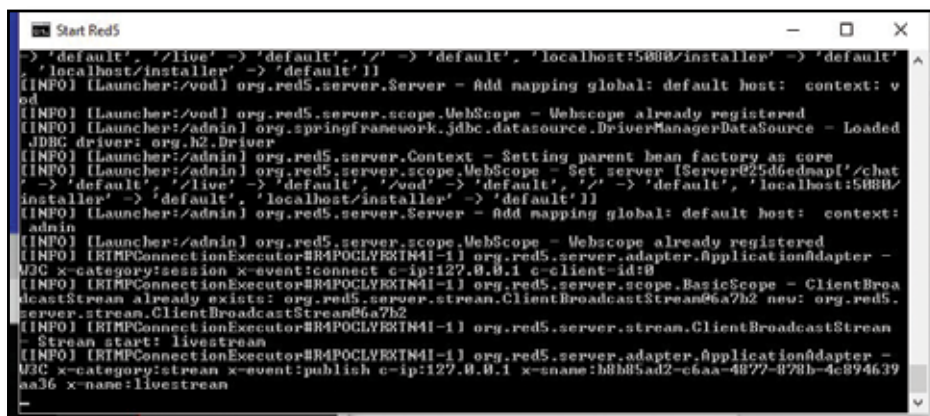 Start Red5
-> 'default', '/live' -> 'default', '/' -> 'default', 'localhost:5080/installer' -> 'default'
, 'localhost/installer' -> 'default']]
[INFO] [Launcher:/vod] org.red5.server.Server - Add mapping global: default host:  context: v
od
[INFO] [Launcher:/vod] org.red5.server.scope.WebScope - Webscope already registered
[INFO] [Launcher:/admin] org.springframework.jdbc.datasource.DriverManagerDataSource - Loaded
 JDBC driver: org.h2.Driver
[INFO] [Launcher:/admin] org.red5.server.Context - Setting parent bean factory as core
[INFO] [Launcher:/admin] org.red5.server.scope.WebScope - Set server [Server@25d6edmap['/chat
' -> 'default', '/live' -> 'default', '/vod' -> 'default', '/' -> 'default', 'localhost:5080/
installer' -> 'default', 'localhost/installer' -> 'default']]
[INFO] [Launcher:/admin] org.red5.server.Server - Add mapping global: default host:  context:
 admin
[INFO] [Launcher:/admin] org.red5.server.scope.WebScope - Webscope already registered
[INFO] [RTMPConnectionExecutor#R4POCLYRXTN4I-1] org.red5.server.adapter.ApplicationAdapter -
W3C x-category:session x-event:connect c-ip:127.0.0.1 c-client-id:0
[INFO] [RTMPConnectionExecutor#R4POCLYRXTN4I-1] org.red5.server.scope.BasicScope - ClientBroa
dcastStream already exists: org.red5.server.stream.ClientBroadcastStream@6a7b2 new: org.red5.
server.stream.ClientBroadcastStream@6a7b2
[INFO] [RTMPConnectionExecutor#R4POCLYRXTN4I-1] org.red5.server.stream.ClientBroadcastStream
- Stream start: livestream
[INFO] [RTMPConnectionExecutor#R4POCLYRXTN4I-1] org.red5.server.adapter.ApplicationAdapter -
W3C x-category:stream x-event:publish c-ip:127.0.0.1 x-sname:b8b85ad2-c6aa-4877-878b-4c894639
aa36 x-name:livestream